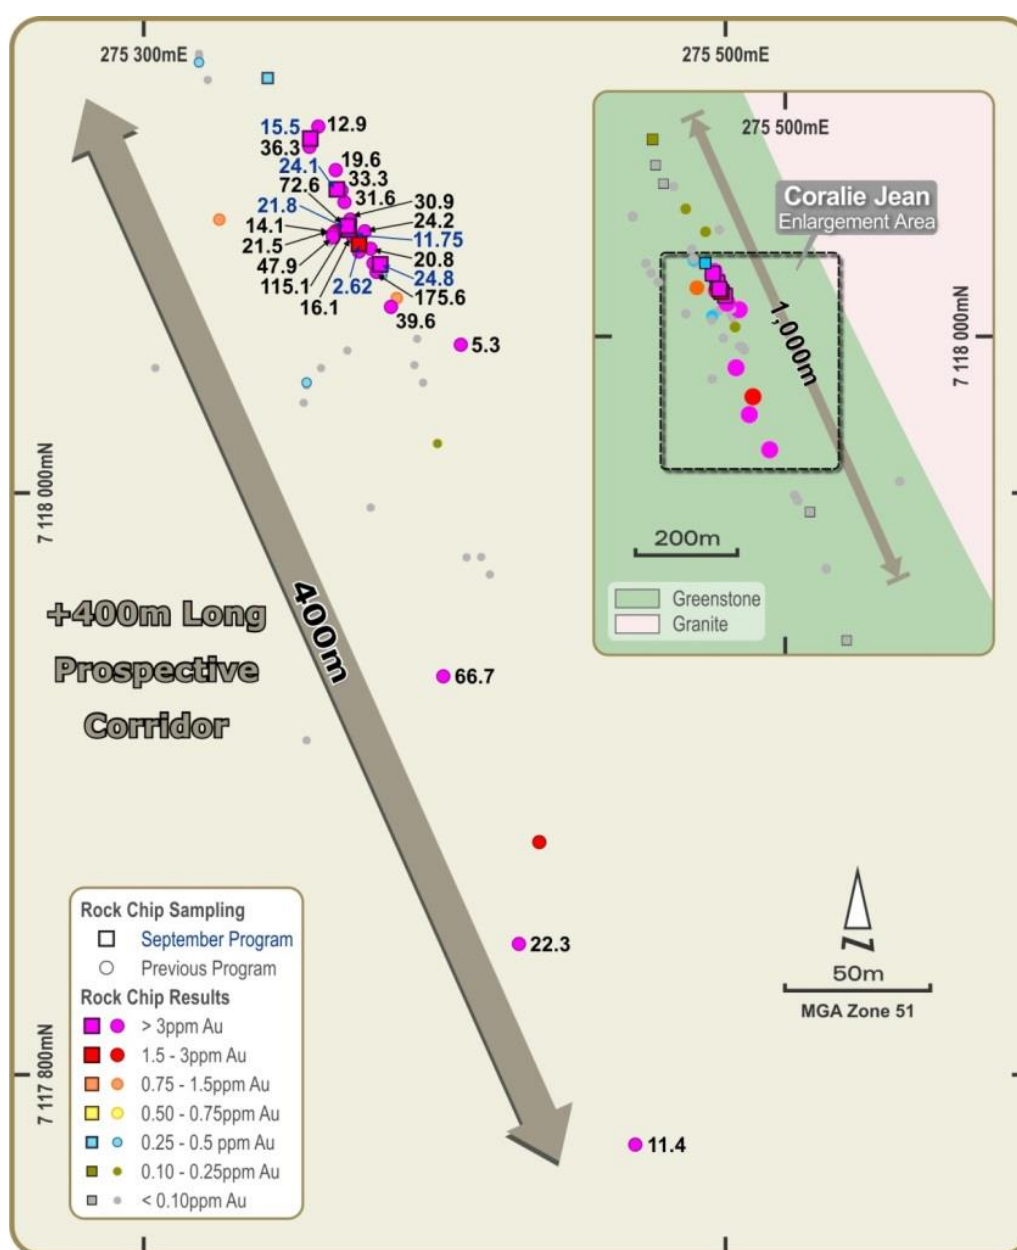 275 300mE
275 500mE
15.5
12.9
36.3
24.1
19.6
72.6
33.3
31.6
21.8
30.9
14.1
24.2
21.5
11.75
47.9
20.8
115.1
2.62
24.8
16.1
175.6
39.6
5.3
275 500mE
Coralie Jean
Enlargement Area
1,000m
7 118 000mN
200m
Greenstone
Granite
7 118 000mN
400m
+400m Long
Prospective
Corridor
66.7
22.3
11.4
Rock Chip Sampling
September Program
Previous Program
Rock Chip Results
> 3ppm Au
1.5 - 3ppm Au
0.75 - 1.5ppm Au
0.50 - 0.75ppm Au
0.25 - 0.5 ppm Au
0.10 - 0.25ppm Au
< 0.10ppm Au
7 117 800mN
N
50m
MGA Zone 51